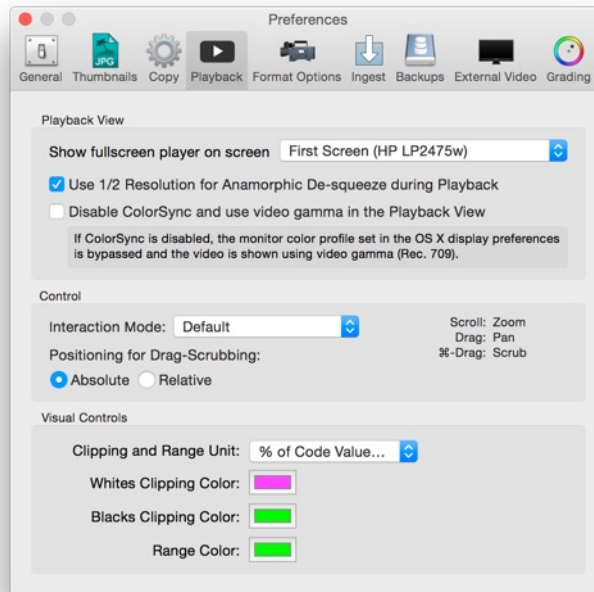 Preferences
JPG
General Thumbnails Copy Playback Format Options Ingest Backups External Video Grading
Playback View
Show fullscreen player on screen First Screen (HP LP2475w)
Use 1/2 Resolution for Anamorphic De-squeeze during Playback
Disable ColorSync and use video gamma in the Playback View
If ColorSync is disabled, the monitor color profile set in the OS X display preferences
is bypassed and the video is shown using video gamma (Rec. 709).
Control
Interaction Mode: Default
Scroll: Zoom
Drag: Pan
⌘-Drag: Scrub
Positioning for Drag-Scrubbing:
Absolute Relative
Visual Controls
Clipping and Range Unit: % of Code Value...
Whites Clipping Color:
Blacks Clipping Color:
Range Color: